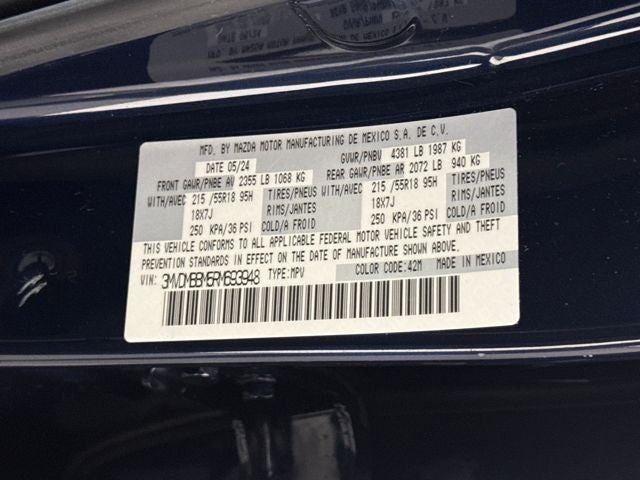 MFD. BY MAZDA MOTOR MANUFACTURING DE MEXICO S.A. DE C.V.
DATE 05/24 GVWR/PNBV 4381 LB 1987 KG
FRONT GAWR/PNBE AV 2355 LB 1068 KG REAR GAWR/PNBE AR 2072 LB 940 KG
WITH/AVEC 215 /55R18 95H TIRES/PNEUS WITH/AVEC 215 /55R18 95H TIRES/PNEUS
18X7J RIMS/JANTES 18X7J RIMS/JANTES
250 KPA/36 PSI COLD/A FROID 250 KPA/36 PSI COLD/A FROID
THIS VEHICLE CONFORMS TO ALL APPLICABLE FEDERAL MOTOR VEHICLE SAFETY AND THEFT
PREVENTION STANDARDS IN EFFECT ON THE DATE OF MANUFACTURE SHOWN ABOVE.
VIN: 3MVDMBBM5RM693948 TYPE:MPV COLOR CODE:42M MADE IN MEXICO